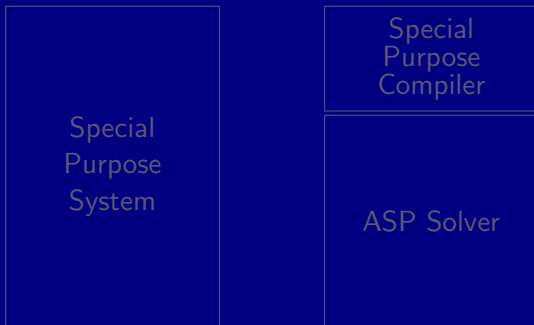 Special
Purpose
System
Special
Purpose
Compiler
ASP Solver